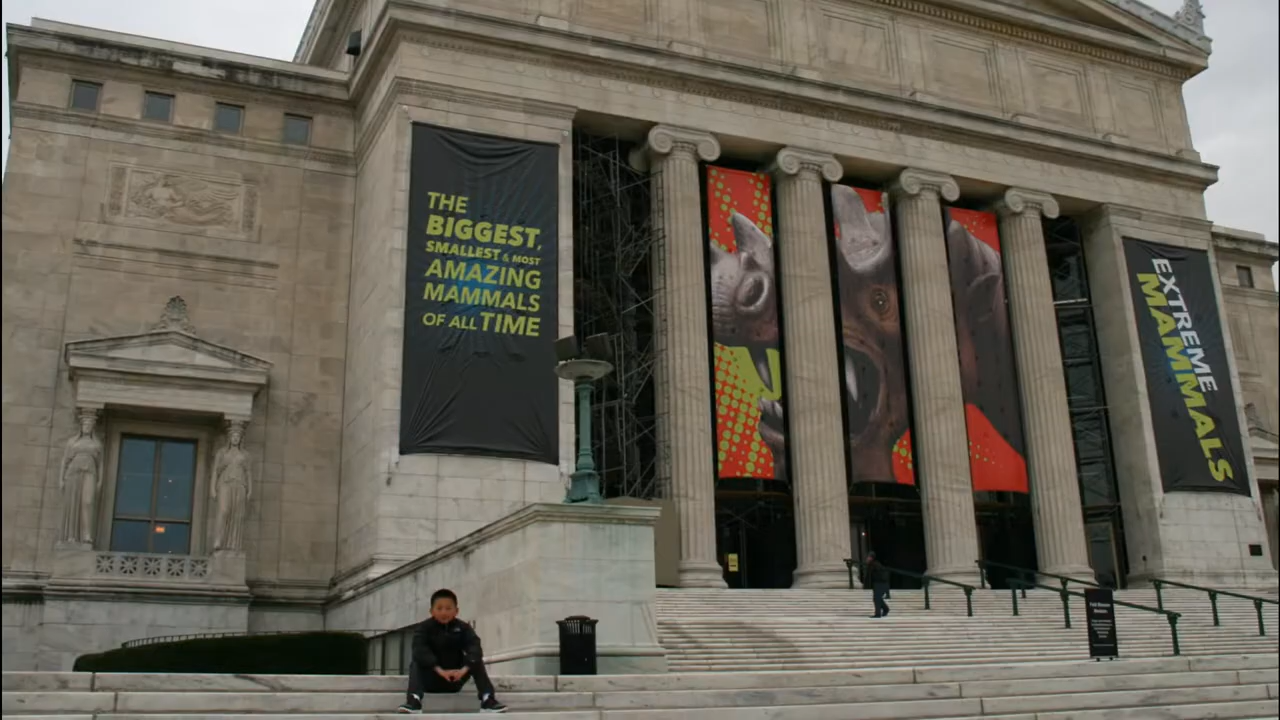 THE
BIGGEST,
SMALLEST & MOST
AMAZING
MAMMALS
OF ALL TIME
EXTREME
MAMMALS